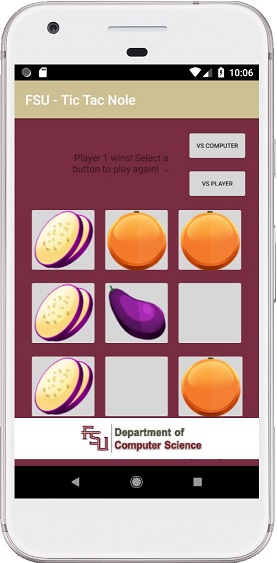 10:06
FSU - Tic Tac Nole
VS COMPUTER
Player 1 wins! Select a
button to play again! →
VS PLAYER
FSU
Department of
Computer Science